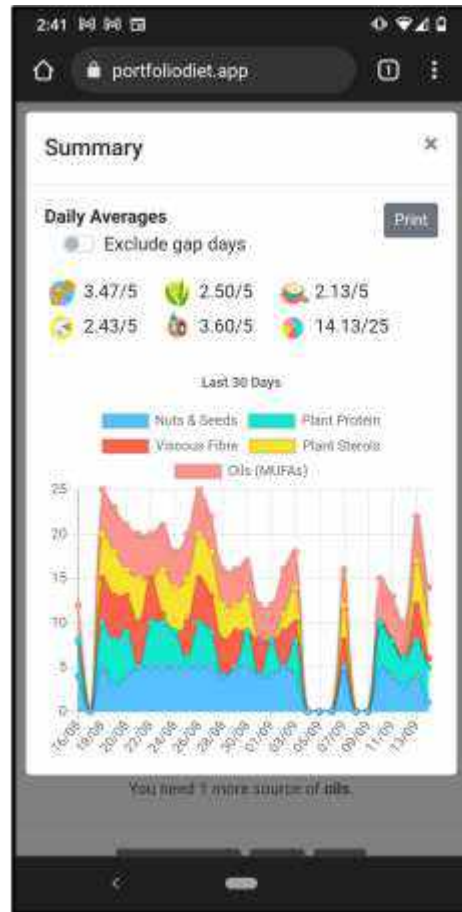 2:41
portfoliodiet.app
1
Summary
×
Daily Averages
Print
Exclude gap days
3.47/5 2.50/5 2.13/5
2.43/5 3.60/5 14.13/25
Last 30 Days
Nuts & Seeds Plant Protein
Viscous Fibre Plant Sterols
Oils (MUFAs)
25
20
15
10
5
0
16/08 18/08 20/08 22/08 24/08 26/08 28/08 30/08 01/09 03/09 05/09 07/09 09/09 11/09 13/09
You need 1 more source of oils.